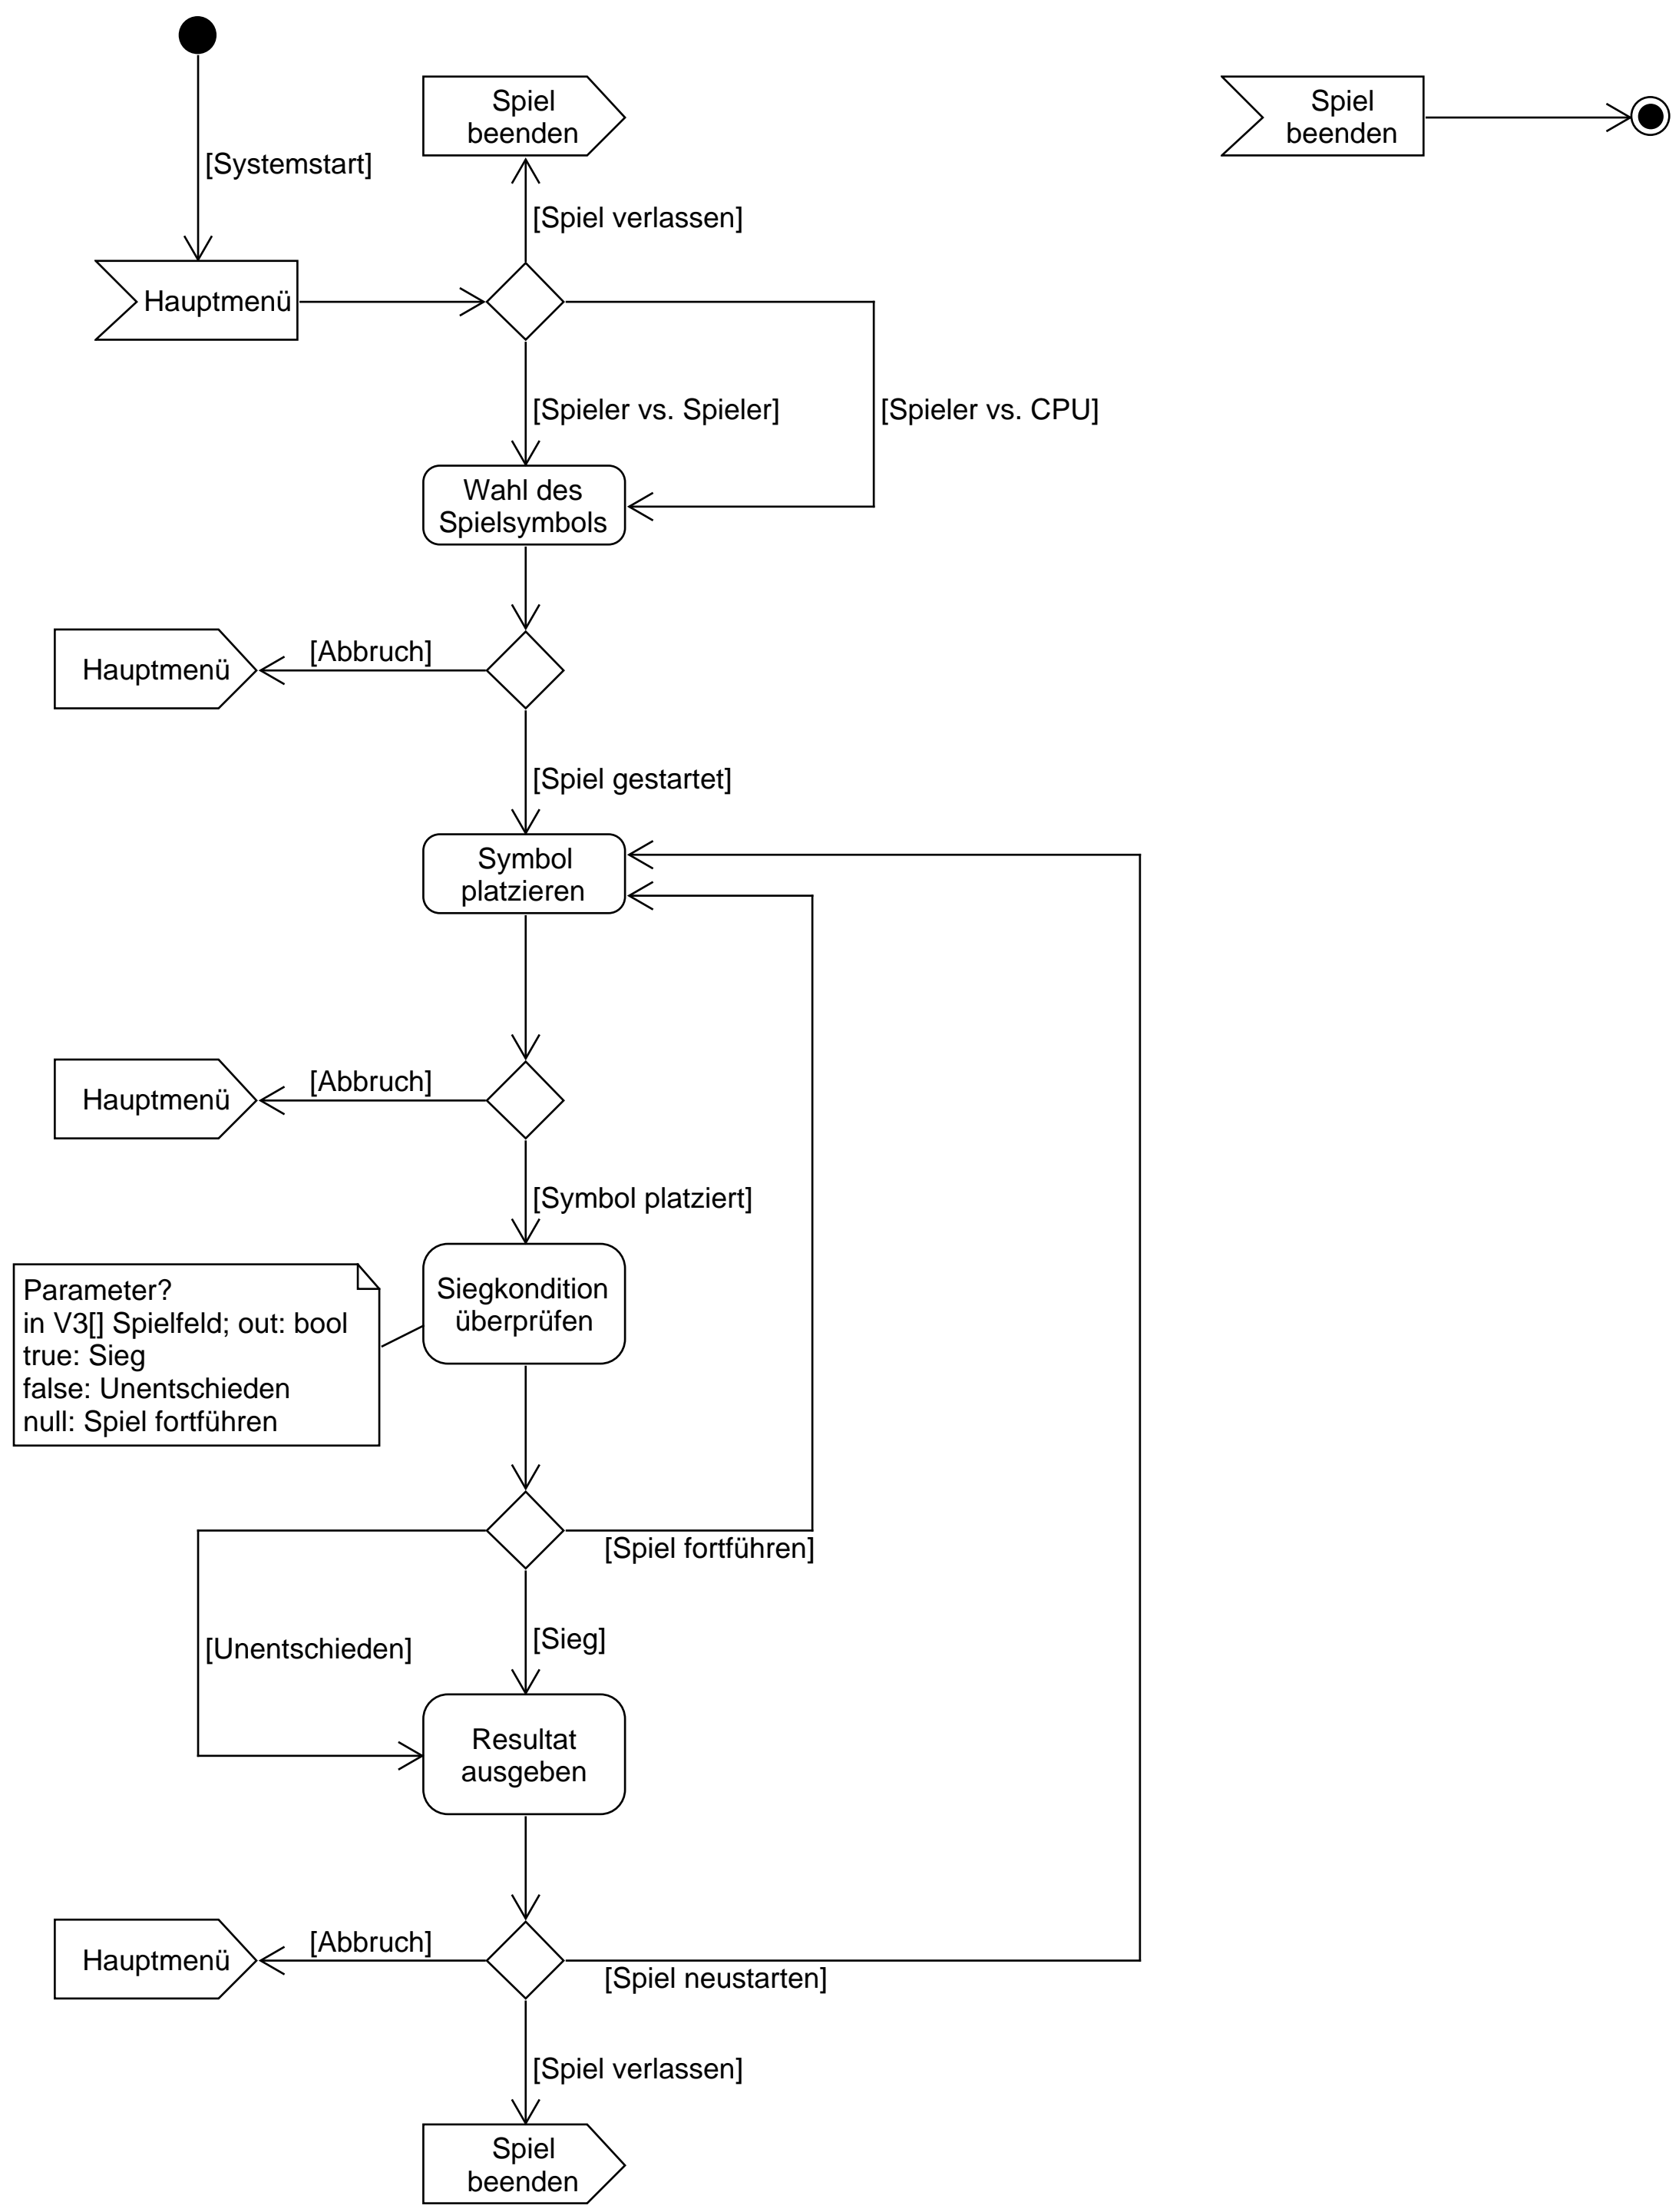 Spiel
beenden
Spiel
beenden
[Systemstart]
[Spiel verlassen]
Hauptmenü
[Spieler vs. Spieler]
[Spieler vs. CPU]
Wahl des
Spielsymbols
[Abbruch]
Hauptmenü
[Spiel gestartet]
Symbol
platzieren
[Abbruch]
Hauptmenü
[Symbol platziert]
Siegkondition
überprüfen
Parameter?
in V3[] Spielfeld; out: bool
true: Sieg
false: Unentschieden
null: Spiel fortführen
[Spiel fortführen]
[Unentschieden]
[Sieg]
Resultat
ausgeben
[Abbruch]
Hauptmenü
[Spiel neustarten]
[Spiel verlassen]
Spiel
beenden